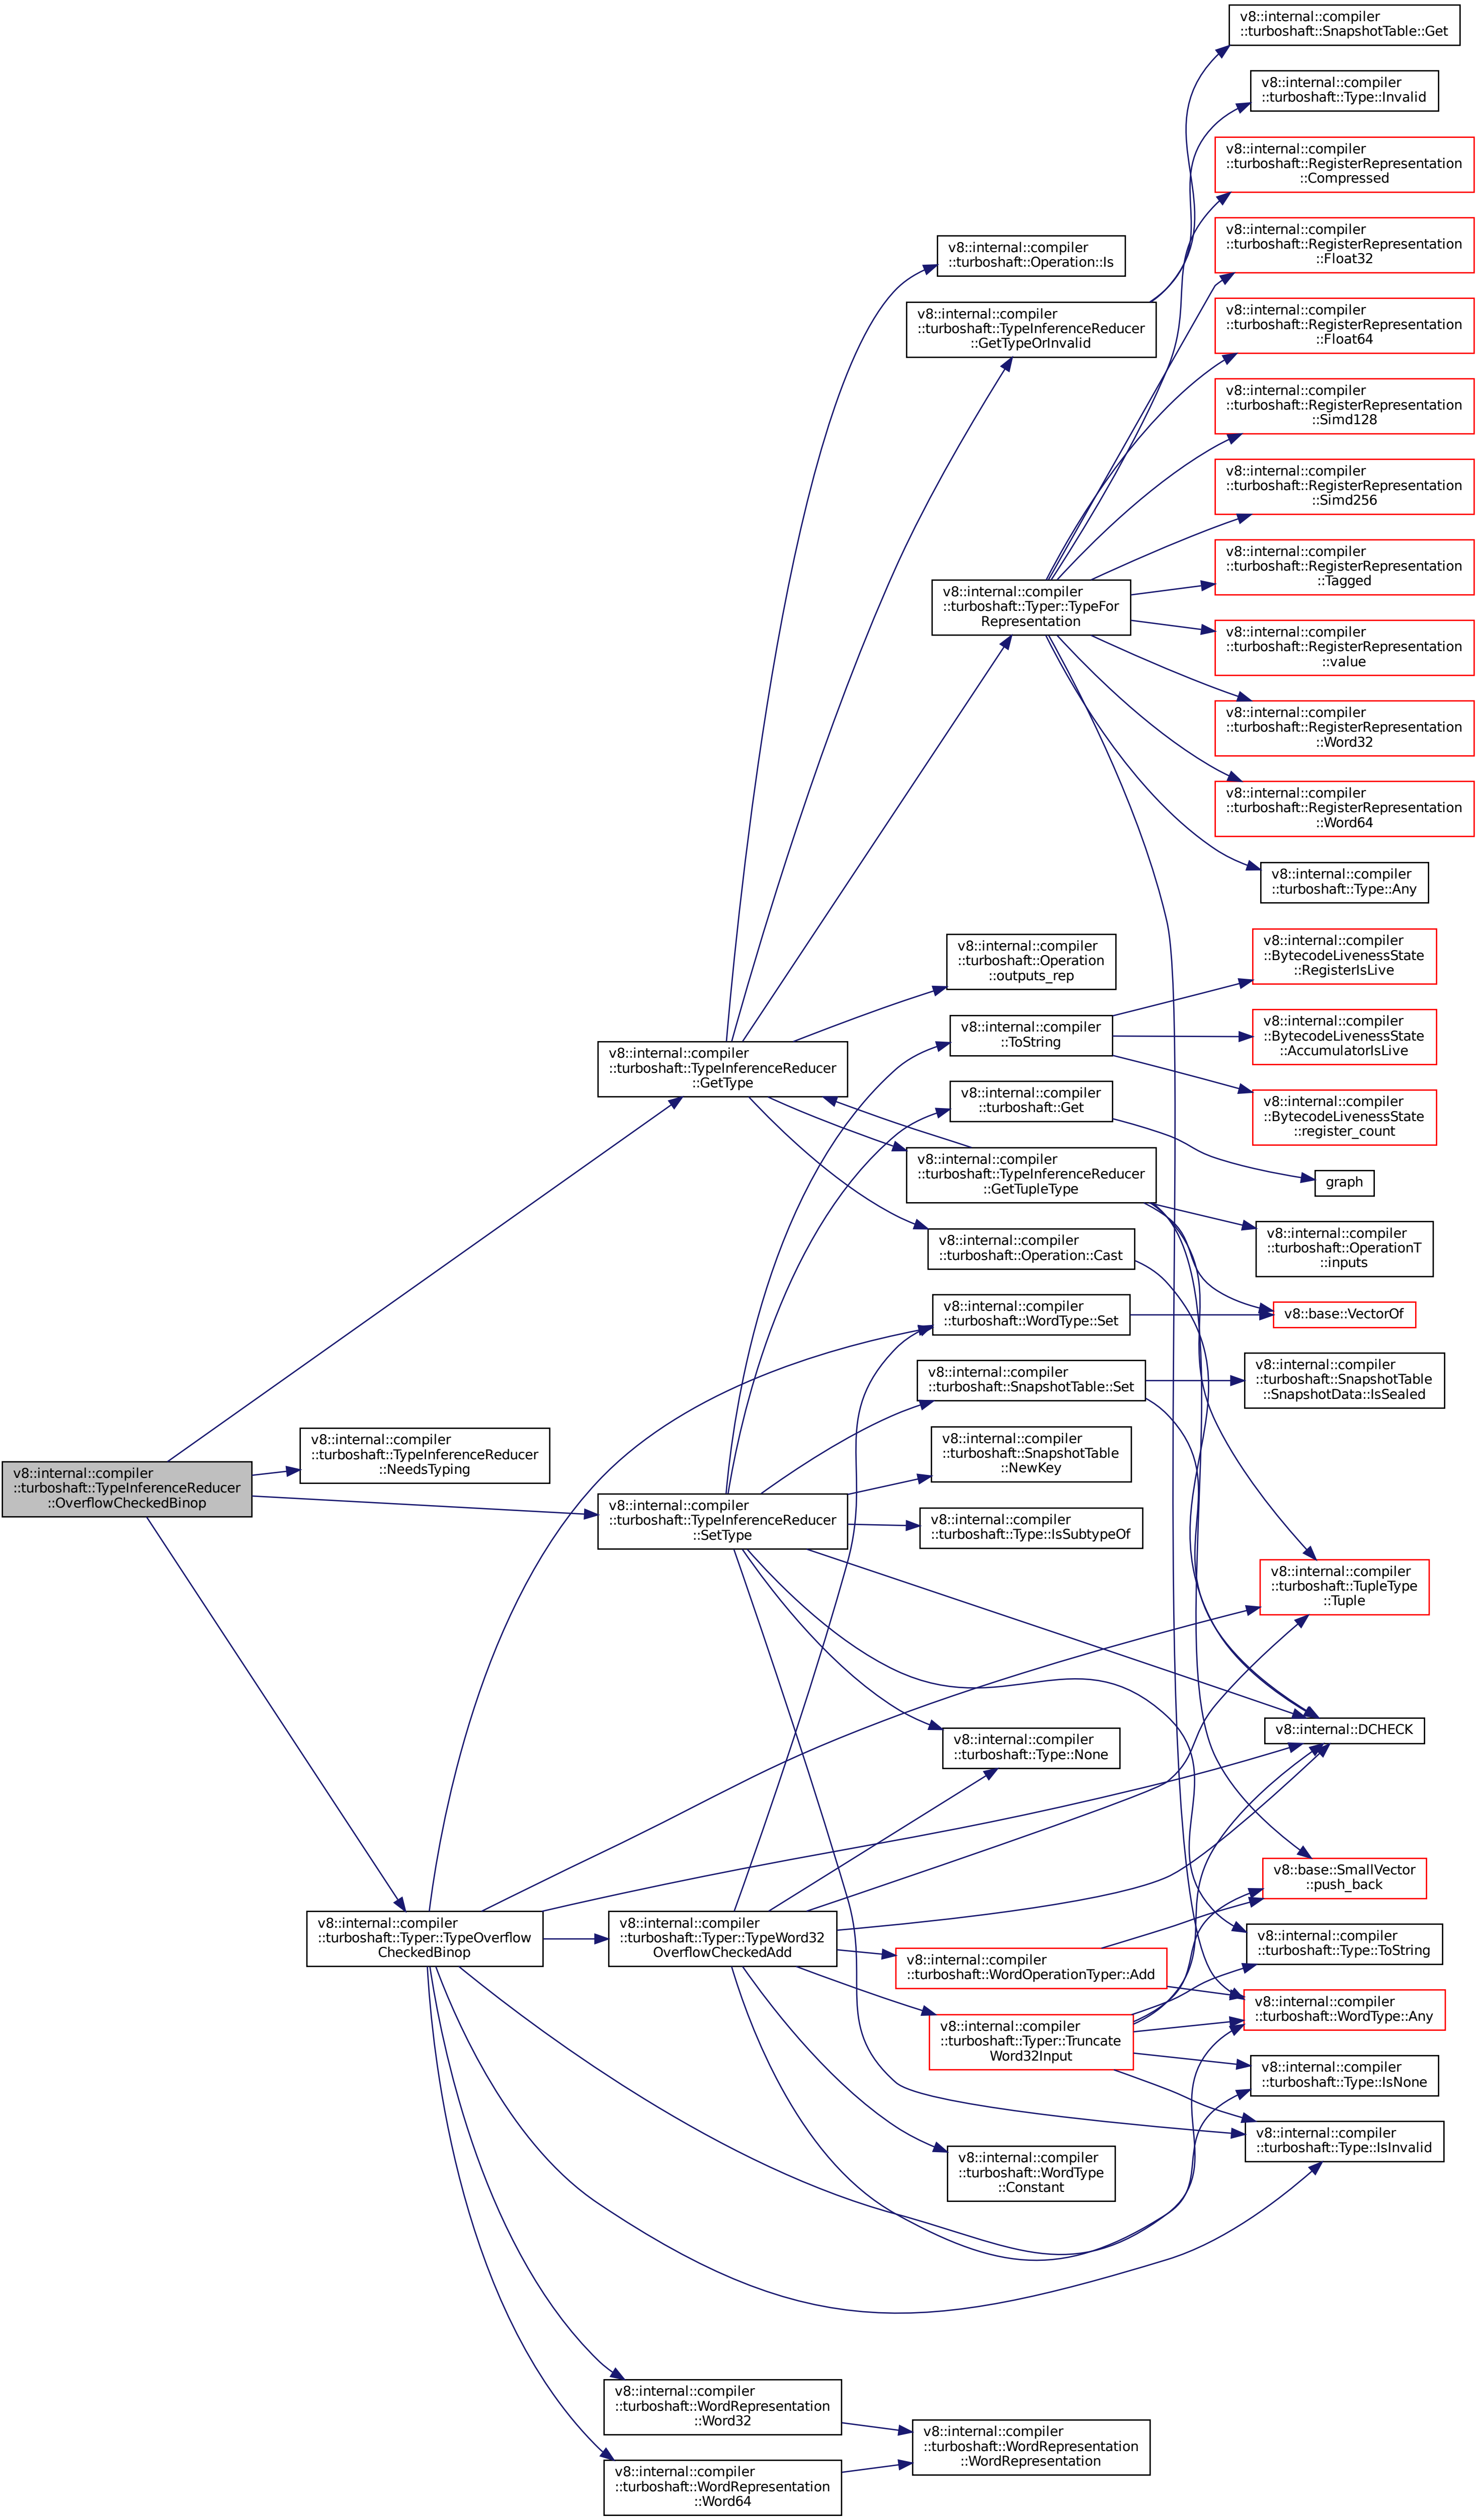 v8::internal::compiler
::turboshaft::SnapshotTable::Get
v8::internal::compiler
::turboshaft::Type::Invalid
v8::internal::compiler
::turboshaft::RegisterRepresentation
::Compressed
v8::internal::compiler
::turboshaft::RegisterRepresentation
::Float32
v8::internal::compiler
::turboshaft::Operation::Is
v8::internal::compiler
::turboshaft::TypeInferenceReducer
::GetTypeOrInvalid
v8::internal::compiler
::turboshaft::RegisterRepresentation
::Float64
v8::internal::compiler
::turboshaft::RegisterRepresentation
::Simd128
v8::internal::compiler
::turboshaft::RegisterRepresentation
::Simd256
v8::internal::compiler
::turboshaft::RegisterRepresentation
::Tagged
v8::internal::compiler
::turboshaft::Typer::TypeFor
Representation
v8::internal::compiler
::turboshaft::RegisterRepresentation
::value
v8::internal::compiler
::turboshaft::RegisterRepresentation
::Word32
v8::internal::compiler
::turboshaft::RegisterRepresentation
::Word64
v8::internal::compiler
::turboshaft::Type::Any
v8::internal::compiler
::turboshaft::Operation
::outputs_rep
v8::internal::compiler
::BytecodeLivenessState
::RegisterIsLive
v8::internal::compiler
::ToString
v8::internal::compiler
::BytecodeLivenessState
::AccumulatorIsLive
v8::internal::compiler
::turboshaft::TypeInferenceReducer
::GetType
v8::internal::compiler
::turboshaft::Get
v8::internal::compiler
::BytecodeLivenessState
::register_count
v8::internal::compiler
::turboshaft::TypeInferenceReducer
::GetTupleType
graph
v8::internal::compiler
::turboshaft::Operation::Cast
v8::internal::compiler
::turboshaft::OperationT
::inputs
v8::internal::compiler
::turboshaft::WordType::Set
v8::base::VectorOf
v8::internal::compiler
::turboshaft::SnapshotTable::Set
v8::internal::compiler
::turboshaft::SnapshotTable
::SnapshotData::IsSealed
v8::internal::compiler
::turboshaft::TypeInferenceReducer
::NeedsTyping
v8::internal::compiler
::turboshaft::SnapshotTable
::NewKey
v8::internal::compiler
::turboshaft::TypeInferenceReducer
::OverflowCheckedBinop
v8::internal::compiler
::turboshaft::TypeInferenceReducer
::SetType
v8::internal::compiler
::turboshaft::Type::IsSubtypeOf
v8::internal::compiler
::turboshaft::TupleType
::Tuple
v8::internal::DCHECK
v8::internal::compiler
::turboshaft::Type::None
v8::base::SmallVector
::push_back
v8::internal::compiler
::turboshaft::Typer::TypeOverflow
CheckedBinop
v8::internal::compiler
::turboshaft::Typer::TypeWord32
OverflowCheckedAdd
v8::internal::compiler
::turboshaft::Type::ToString
v8::internal::compiler
::turboshaft::WordOperationTyper::Add
v8::internal::compiler
::turboshaft::WordType::Any
v8::internal::compiler
::turboshaft::Typer::Truncate
Word32Input
v8::internal::compiler
::turboshaft::Type::IsNone
v8::internal::compiler
::turboshaft::Type::IsInvalid
v8::internal::compiler
::turboshaft::WordType
::Constant
v8::internal::compiler
::turboshaft::WordRepresentation
::Word32
v8::internal::compiler
::turboshaft::WordRepresentation
::WordRepresentation
v8::internal::compiler
::turboshaft::WordRepresentation
::Word64